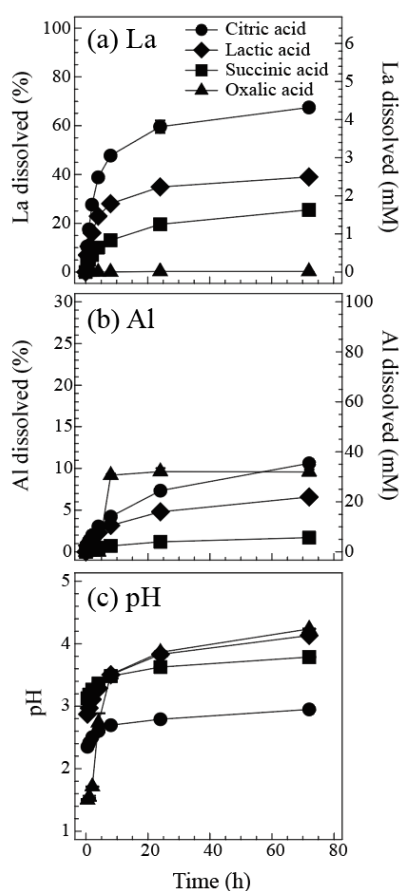 (a) La
Citric acid
Lactic acid
Succinic acid
Oxalic acid
La dissolved (%)
100
80
60
40
20
0
La dissolved (mM)
6
5
4
3
2
1
0
(b) Al
Al dissolved (%)
30
25
20
15
10
5
0
Al dissolved (mM)
100
80
60
40
20
0
(c) pH
pH
5
4
3
2
1
0 20 40 60 80
Time (h)